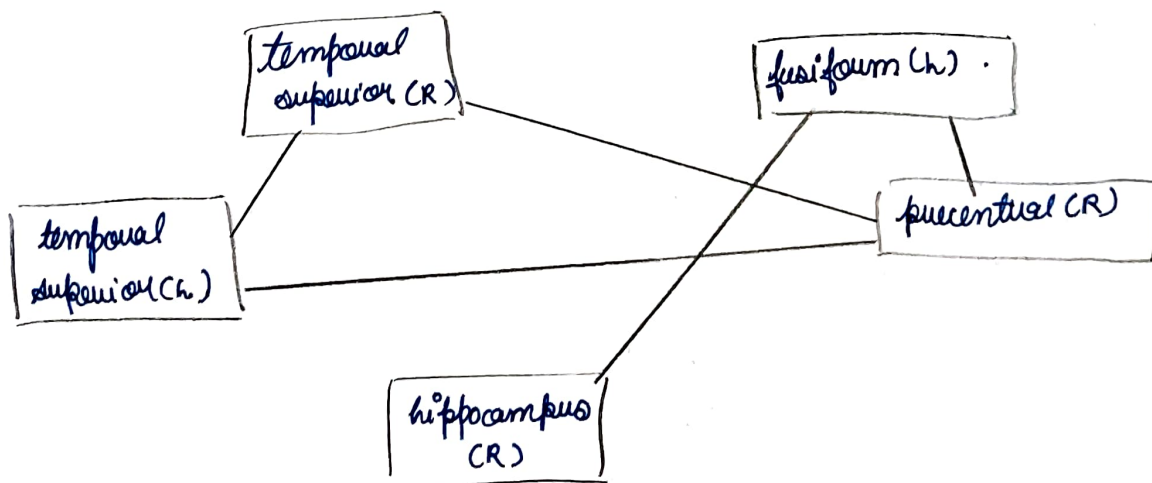 temporal
superior (R)
fusiform (L)
precentral (R)
temporal
superior (L)
hippocampus
(R)